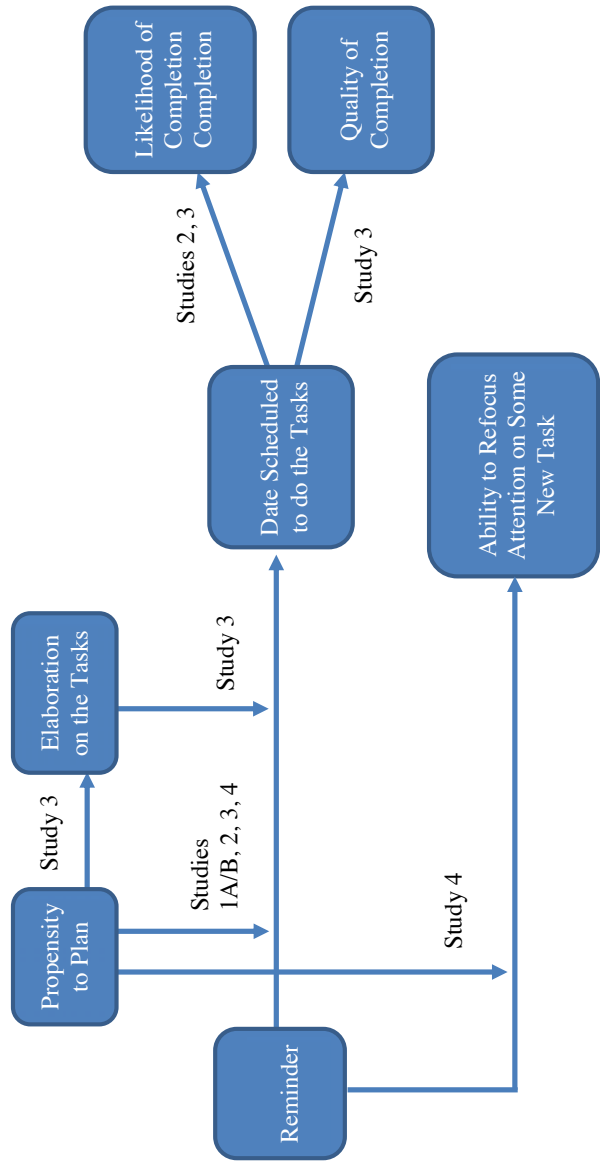 Propensity
to Plan
Study 3
Elaboration
on the Tasks
Studies
1A/B, 2, 3, 4
Study 3
Reminder
Date Scheduled
to do the Tasks
Studies 2, 3
Likelihood of
Completion
Completion
Study 3
Quality of
Completion
Study 4
Ability to Refocus
Attention on Some
New Task